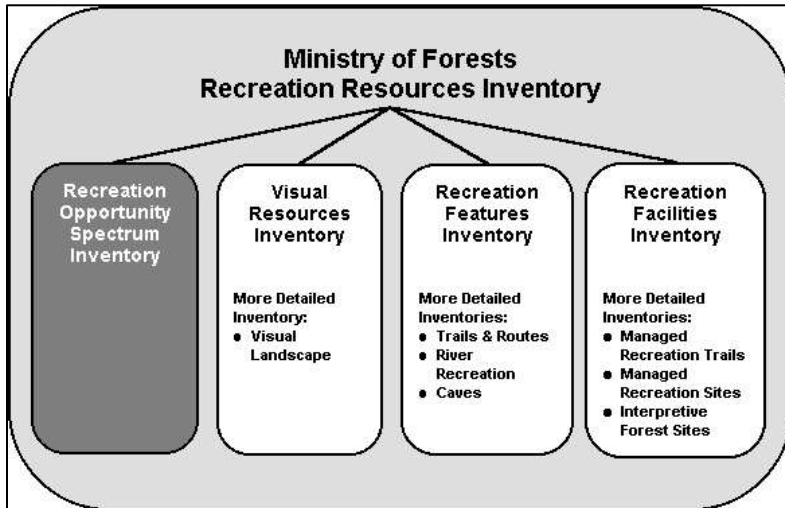 Ministry of Forests
Recreation Resources Inventory
Recreation
Opportunity
Spectrum
Inventory
Visual
Resources
Inventory
More Detailed
Inventory:
● Visual
Landscape
Recreation
Features
Inventory
More Detailed
Inventories:
● Trails & Routes
● River
Recreation
● Caves
Recreation
Facilities
Inventory
More Detailed
Inventories:
● Managed
Recreation Trails
● Managed
Recreation Sites
● Interpretive
Forest Sites